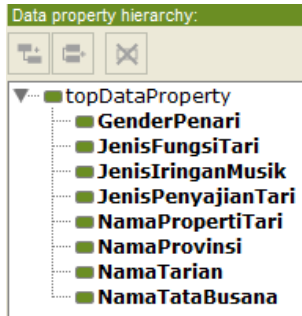 Data property hierarchy:
topDataProperty
GenderPenari
JenisFungsiTari
JenisIringanMusik
JenisPenyajianTari
NamaPropertiTari
NamaProvinsi
NamaTarian
NamaTataBusana